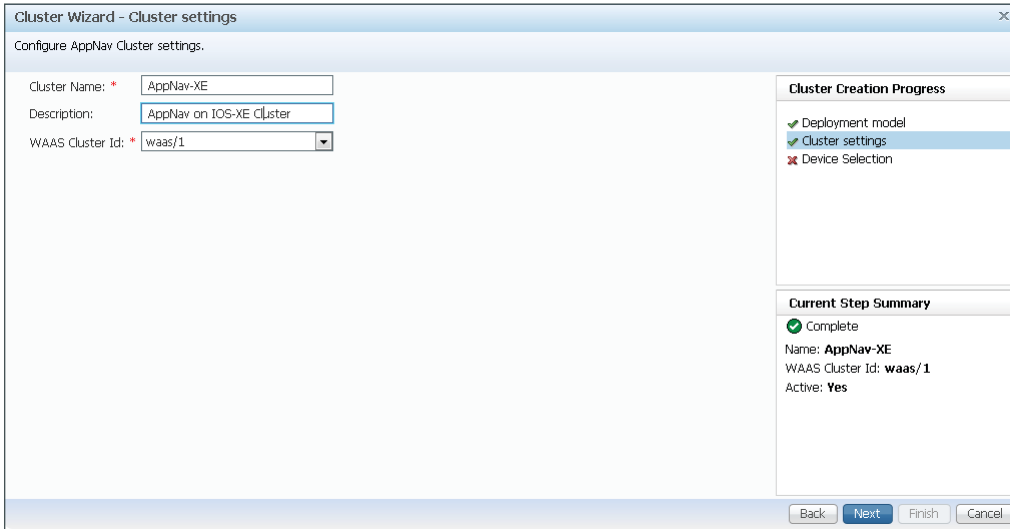 Cluster Wizard - Cluster settings
Configure AppNav Cluster settings.
Cluster Name: * AppNav-XE
Description: AppNav on IOS-XE Cluster
WAAS Cluster Id: * waas/1
Cluster Creation Progress
Deployment model
Cluster settings
Device Selection
Current Step Summary
Complete
Name: AppNav-XE
WAAS Cluster Id: waas/1
Active: Yes
Back Next Finish Cancel